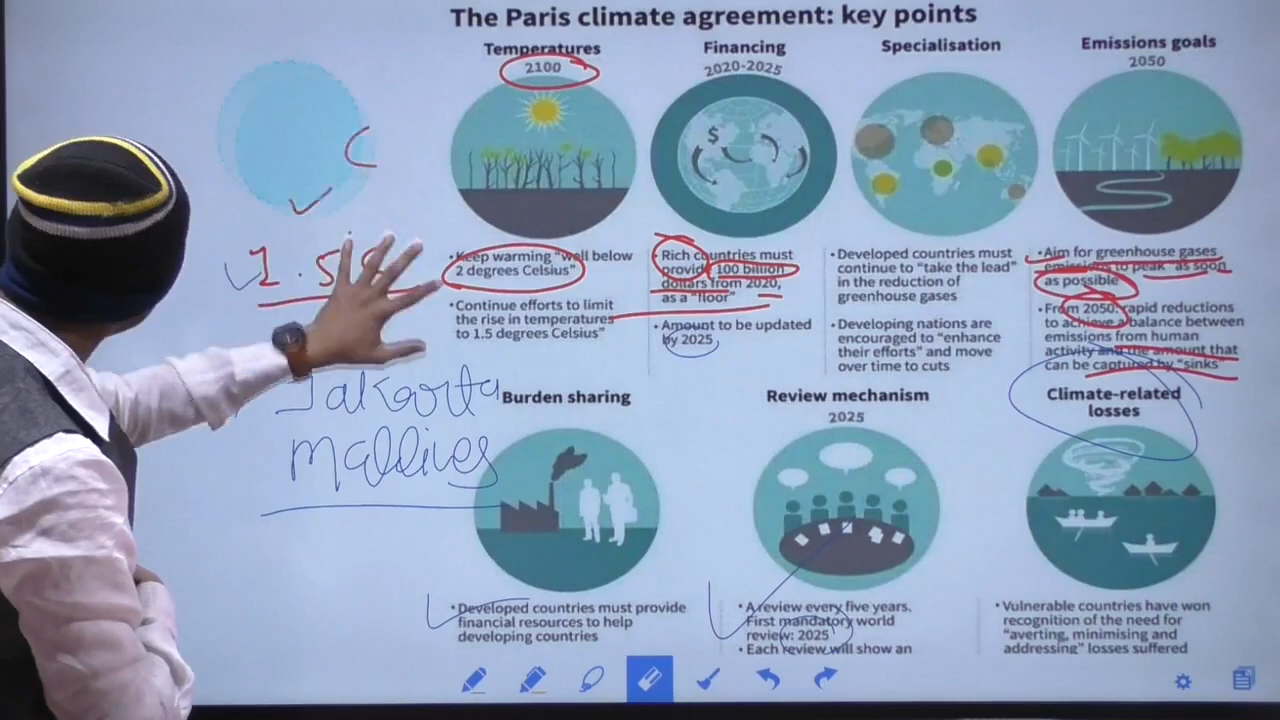 The Paris climate agreement: key points
Temperatures
2100
Keep warming "well below
2 degrees Celsius"
• Continue efforts to limit
the rise in temperatures
to 1.5 degrees Celsius"
Financing
2020-2025
• Rich countries must
provide 100 billion
dollars from 2020,
as a "floor"
• Amount to be updated
by 2025
Specialisation
• Developed countries must
continue to "take the lead"
in the reduction of
greenhouse gases
• Developing nations are
encouraged to "enhance
their efforts" and move
over time to cuts
Emissions goals
2050
• Aim for greenhouse gases
emissions to peak "as soon
as possible"
• From 2050: rapid reductions
to achieve a balance between
emissions from human
activity and the amount that
can be captured by "sinks"
1.5
Jakarta
Maldives
Burden sharing
• Developed countries must provide
financial resources to help
developing countries
Review mechanism
2025
$
• A review every five years.
First mandatory world
review: 2025
• Each review will show an
Climate-related
losses
• Vulnerable countries have won
recognition of the need for
"averting, minimising and
addressing" losses suffered